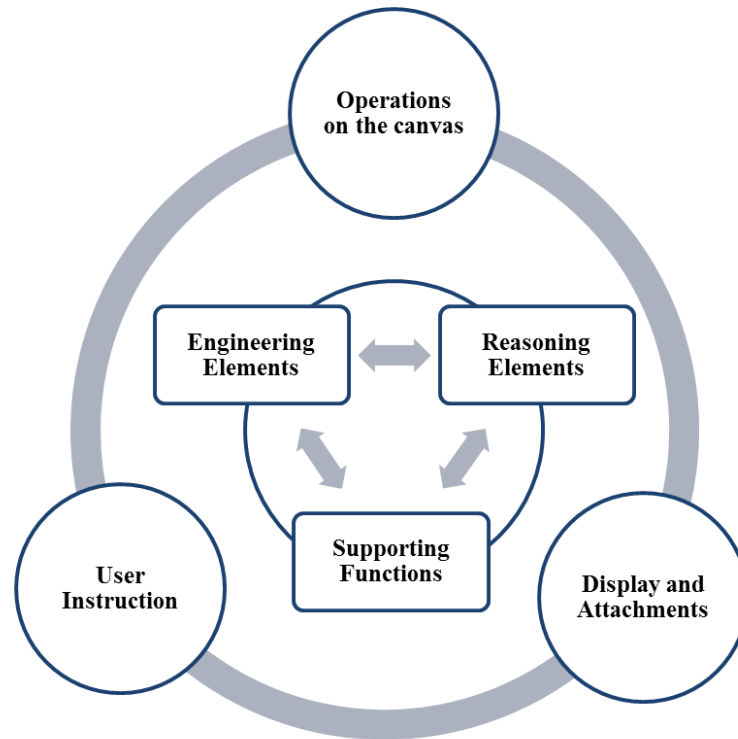 Operations
on the canvas
Engineering
Elements
Reasoning
Elements
Supporting
Functions
User
Instruction
Display and
Attachments